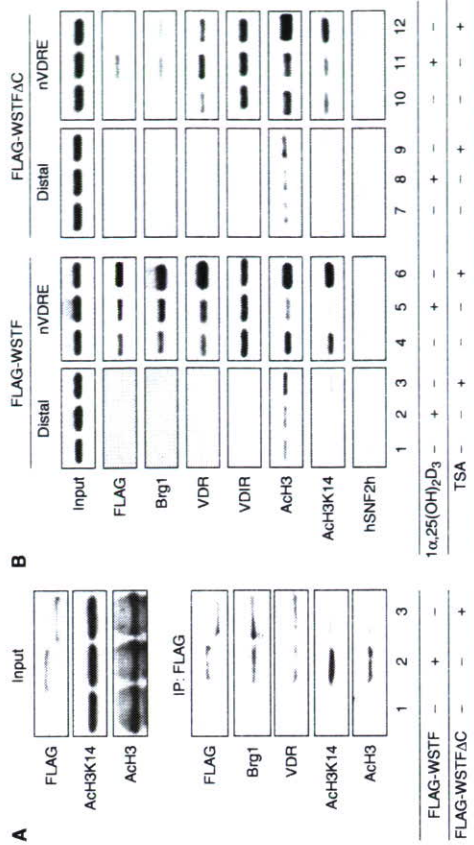 A
Input
FLAG
AcH3K14
AcH3
IP: FLAG
FLAG
Brg1
VDR
AcH3K14
AcH3
1 2 3
FLAG-WSTF – + –
FLAG-WSTFΔC – – +
B
FLAG-WSTF FLAG-WSTFΔC
Distal nVDRE Distal nVDRE
Input
FLAG
Brg1
VDR
VDIR
AcH3
AcH3K14
hSNF2h
1 2 3 4 5 6 7 8 9 10 11 12
1α,25(OH)2D3 – + – – + – – + – – + –
TSA – – + – – + – – + – – +